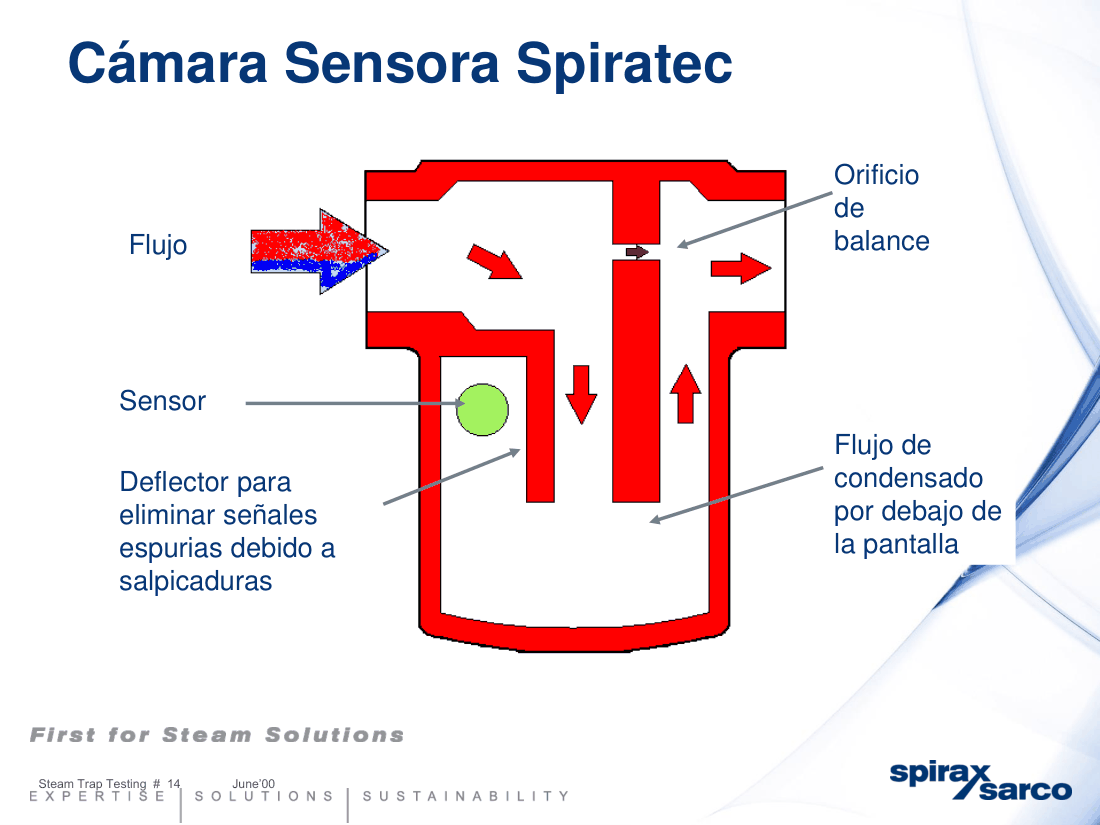 Cámara Sensora Spiratec
Orificio
de
balance
Flujo
Sensor
Deflector para
eliminar señales
espurias debido a
salpicaduras
Flujo de
condensado
por debajo de
la pantalla
First for Steam Solutions
Steam Trap Testing # 14 June'00
EXPERTISE SOLUTIONS SUSTAINABILITY
spirax
sarco